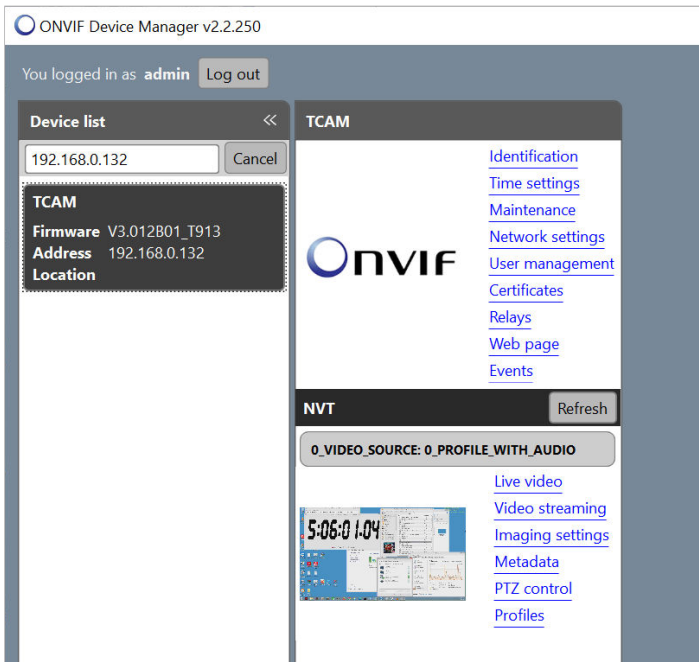 ONVIF Device Manager v2.2.250
You logged in as admin Log out
Device list «
192.168.0.132 Cancel
TCAM
Firmware V3.012B01_T913
Address 192.168.0.132
Location
TCAM
ONVIF
Identification
Time settings
Maintenance
Network settings
User management
Certificates
Relays
Web page
Events
NVT Refresh
0_VIDEO_SOURCE: 0_PROFILE_WITH_AUDIO
5:06:01.04
Live video
Video streaming
Imaging settings
Metadata
PTZ control
Profiles